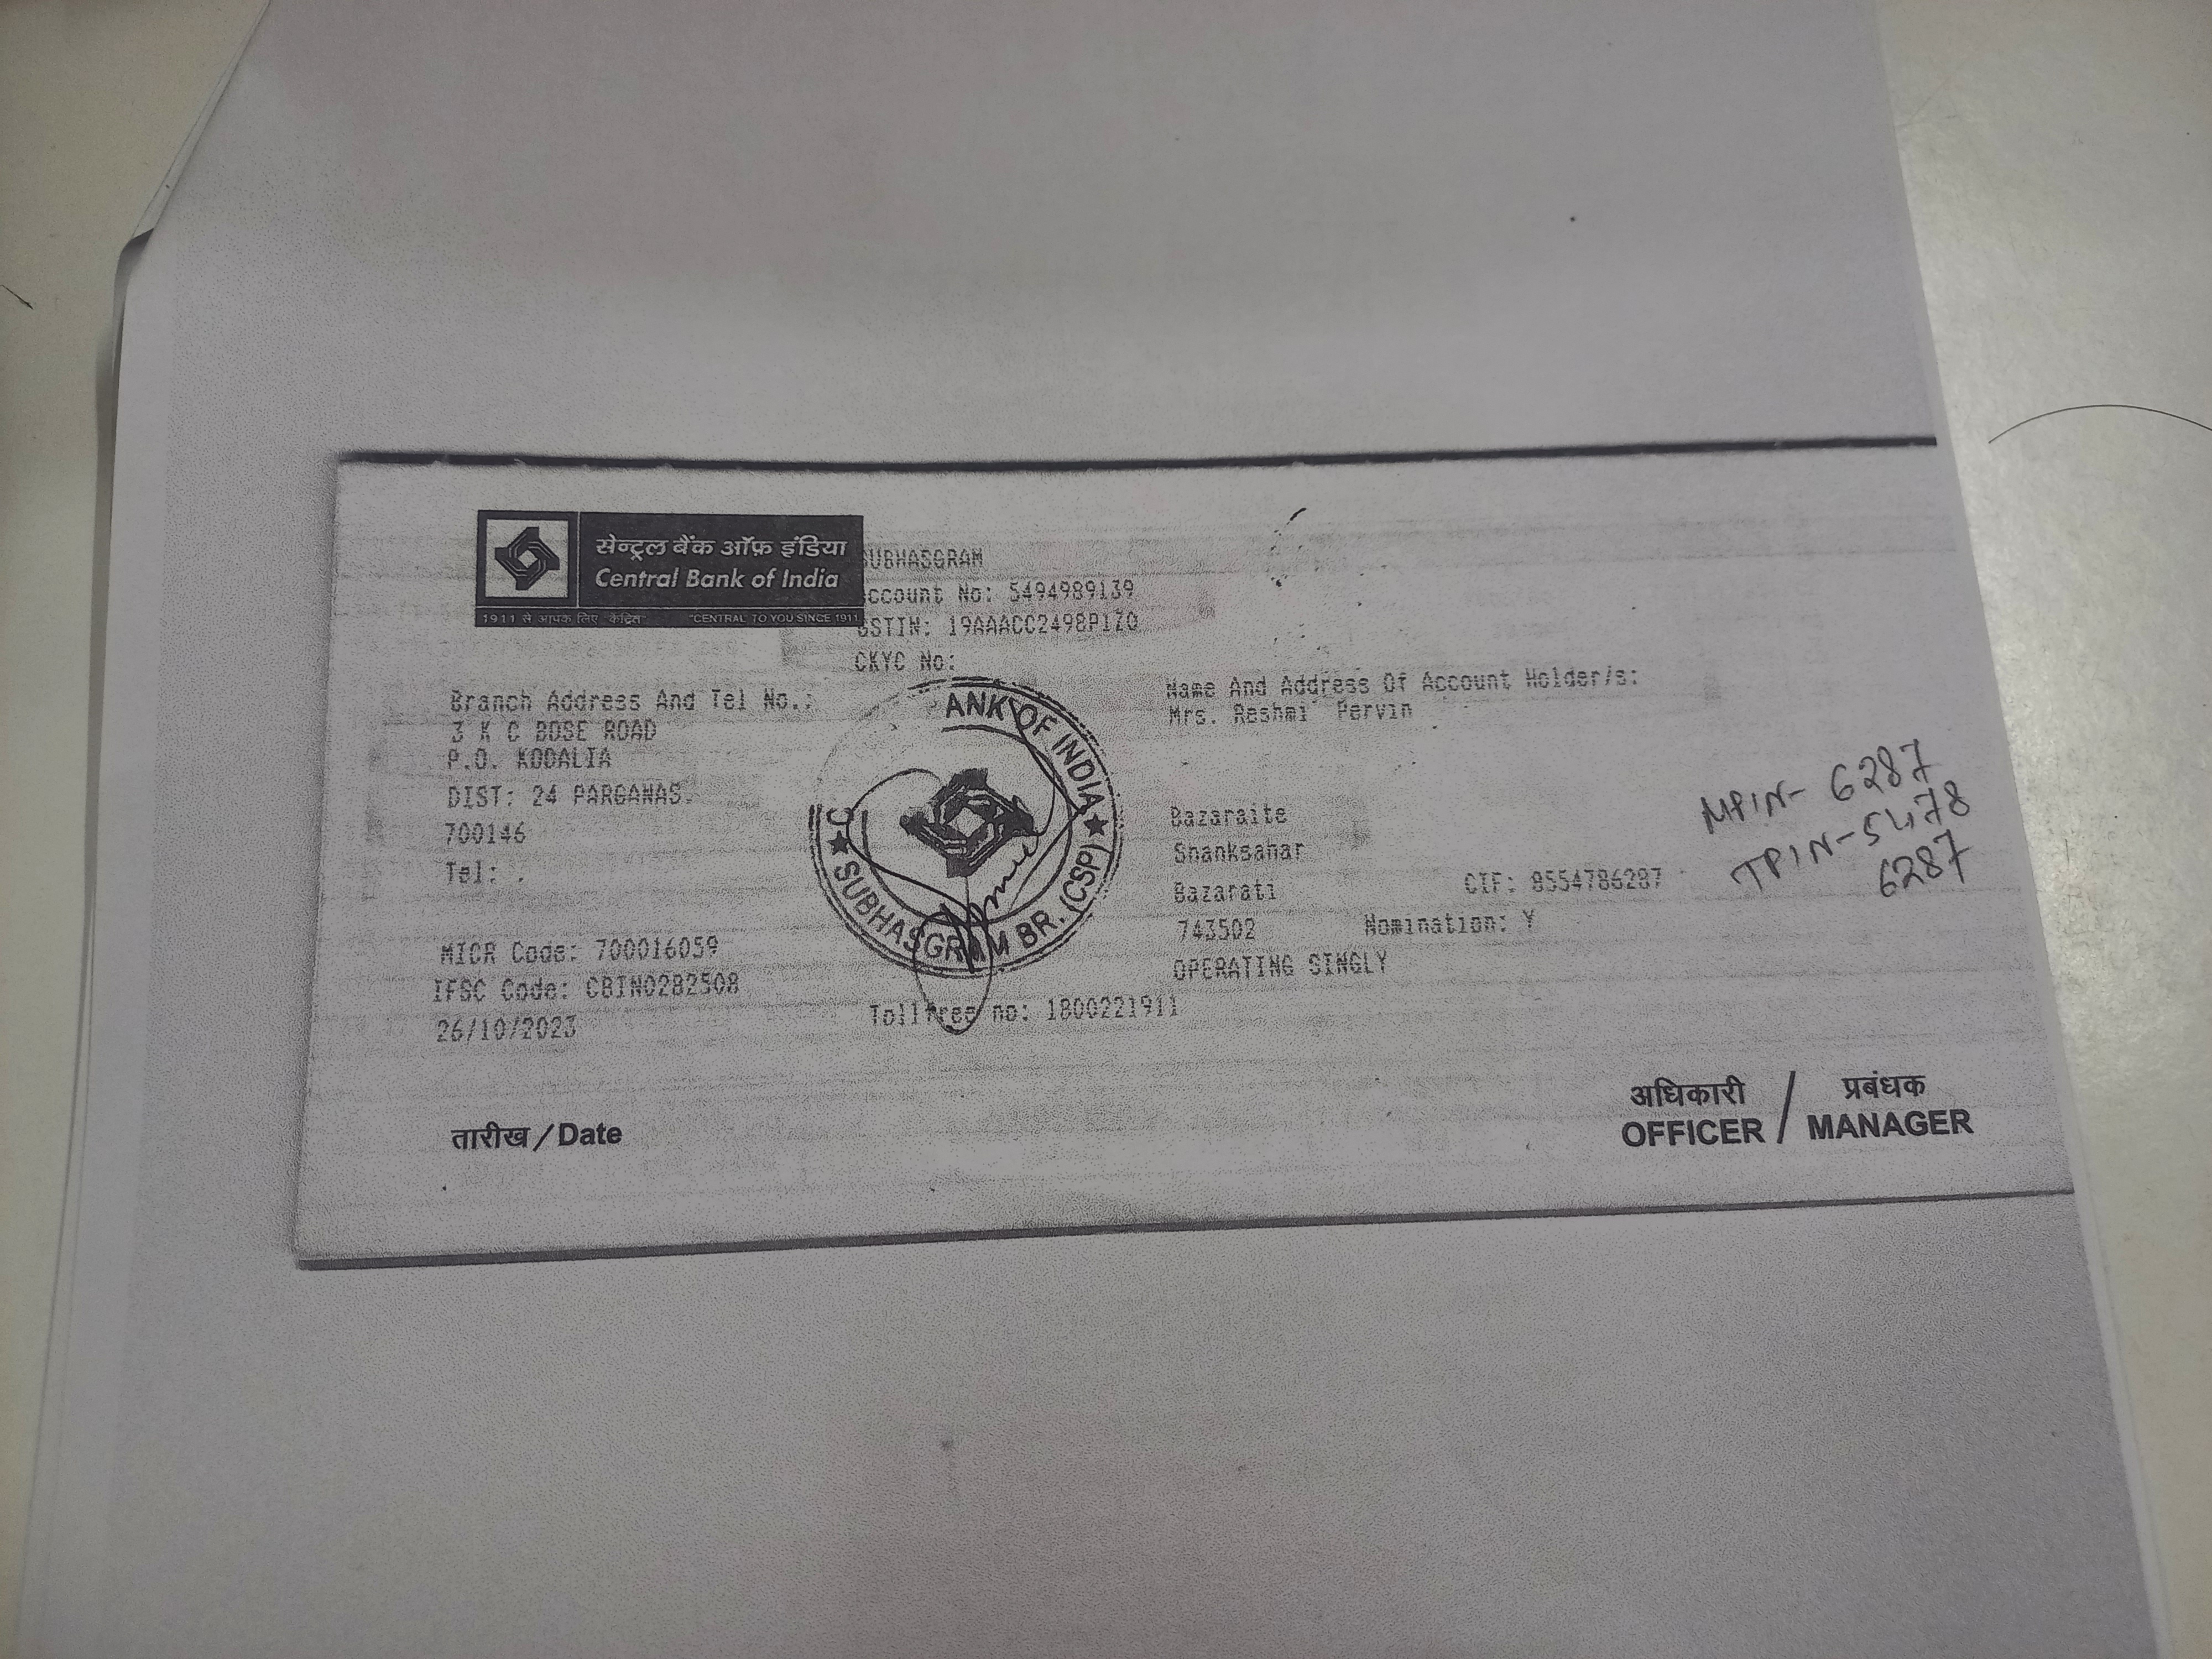 सेन्ट्रल बैंक ऑफ़ इंडिया
Central Bank of India
1911 से आपके लिए "केंद्रित" "CENTRAL TO YOU SINCE 1911
SUBHASGRAM
ccount No: 5494989139
GSTIN: 19AAACC2498P1ZO
CKYC No:
Branch Address And Tel No.:
3 K C BOSE ROAD
P.O. KODALIA
DIST: 24 PARGANAS.
700146
Tel: .
MICR Code: 700016059
IFSC Code: CBIN0282508
26/10/2023
ANK OF INDIA
★ SUBHASGRAM BR. (CSP) ★
Tollfree no: 1800221911
Name And Address Of Account Holder/s:
Mrs. Reshmi Pervin
Bazaraite
Shanksahar
Bazarati
743502
CIF: 8554786287
Nomination: Y
OPERATING SINGLY
MPIN- 6287
TPIN-5478
6287
तारीख / Date
अधिकारी / प्रबंधक
OFFICER / MANAGER